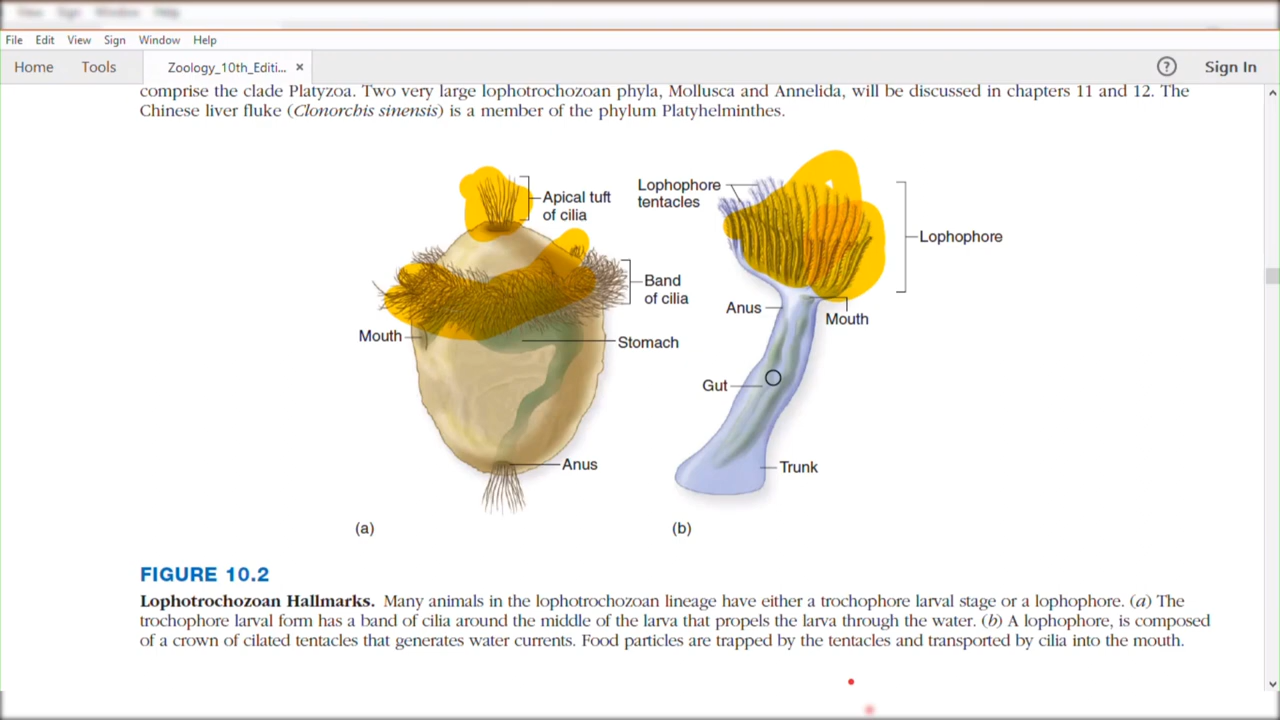 View Sign Window Help
File Edit View Sign Window Help
Home Tools Zoology_10th_Editi... × ? Sign In
comprise the clade Platyzoa. Two very large lophotrochozoan phyla, Mollusca and Annelida, will be discussed in chapters 11 and 12. The
Chinese liver fluke (Clonorchis sinensis) is a member of the phylum Platyhelminthes.
Apical tuft
of cilia
Band
of cilia
Mouth
Stomach
Anus
(a)
Lophophore
tentacles
Lophophore
Anus
Mouth
Gut
Trunk
(b)
FIGURE 10.2
Lophotrochozoan Hallmarks. Many animals in the lophotrochozoan lineage have either a trochophore larval stage or a lophophore. (a) The
trochophore larval form has a band of cilia around the middle of the larva that propels the larva through the water. (b) A lophophore, is composed
of a crown of cilated tentacles that generates water currents. Food particles are trapped by the tentacles and transported by cilia into the mouth.